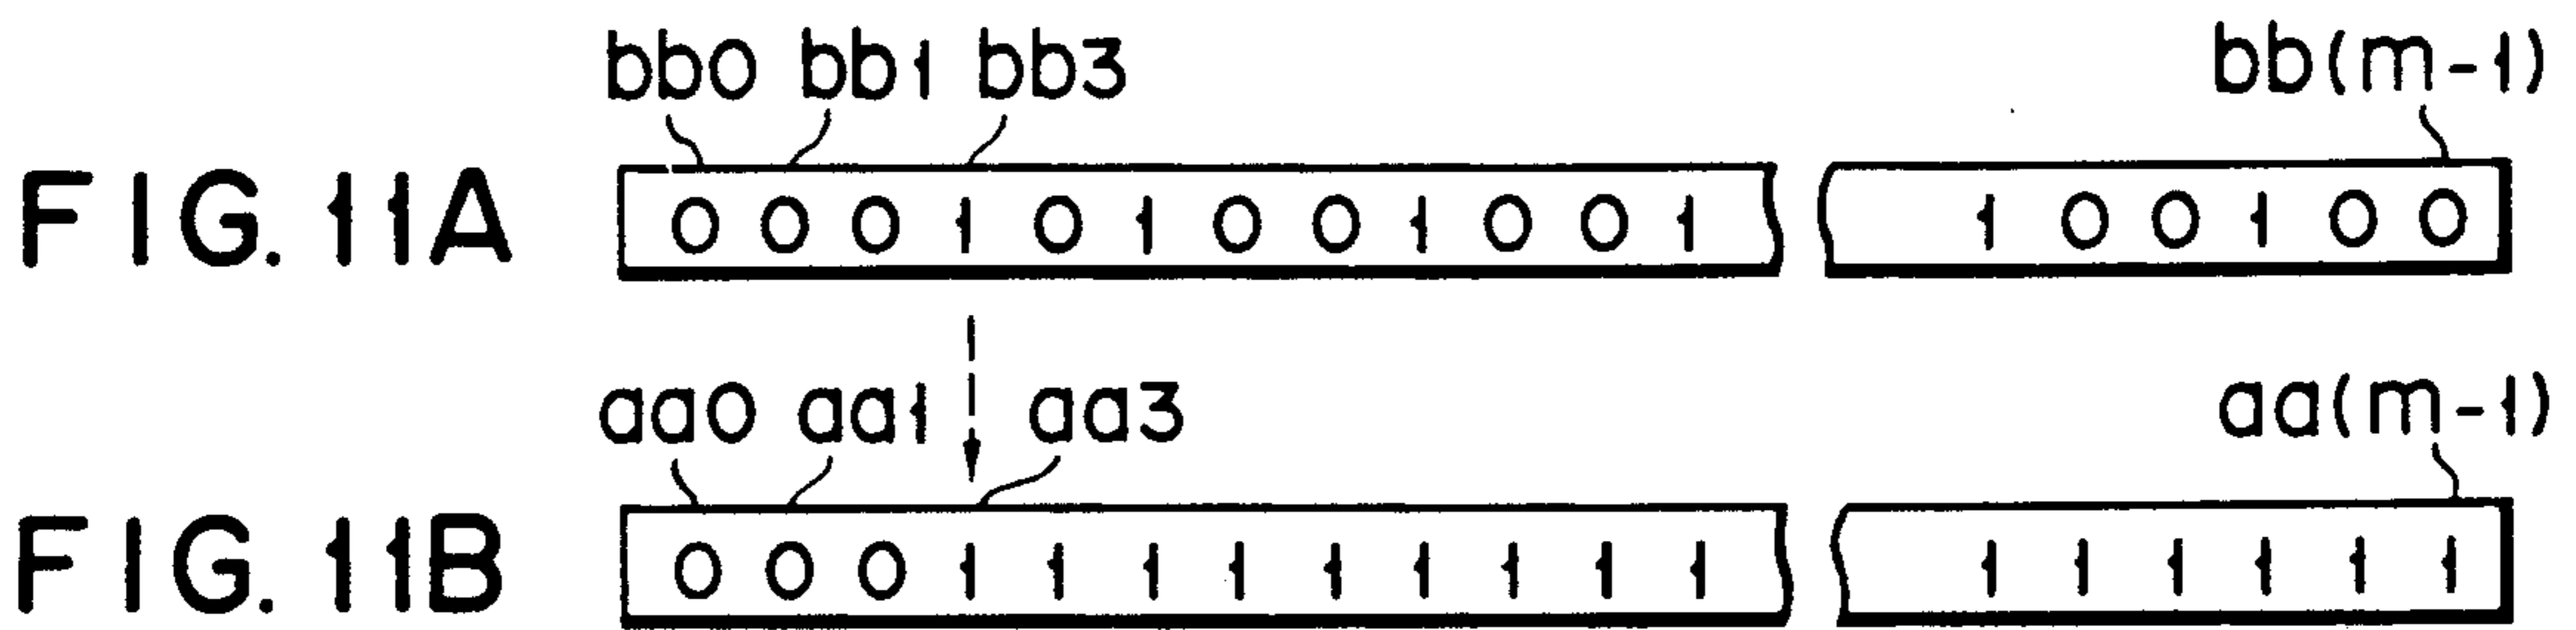 bb0 bb1 bb3 bb(m-1)
FIG. 11A 0 0 0 1 0 1 0 0 1 0 0 1 1 0 0 1 0 0
aa0 aa1 aa3 aa(m-1)
FIG. 11B 0 0 0 1 1 1 1 1 1 1 1 1 1 1 1 1 1 1